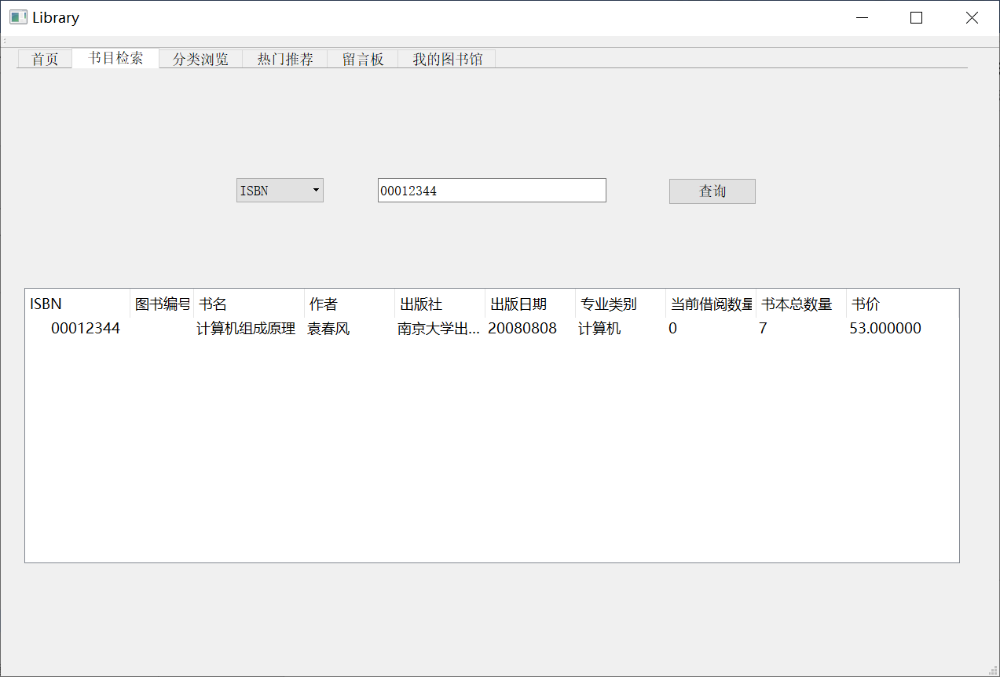 Library
首页 书目检索 分类浏览 热门推荐 留言板 我的图书馆
ISBN 00012344 查询
ISBN 图书编号 书名 作者 出版社 出版日期 专业类别 当前借阅数量 书本总数量 书价
00012344 计算机组成原理 袁春风 南京大学出... 20080808 计算机 0 7 53.000000